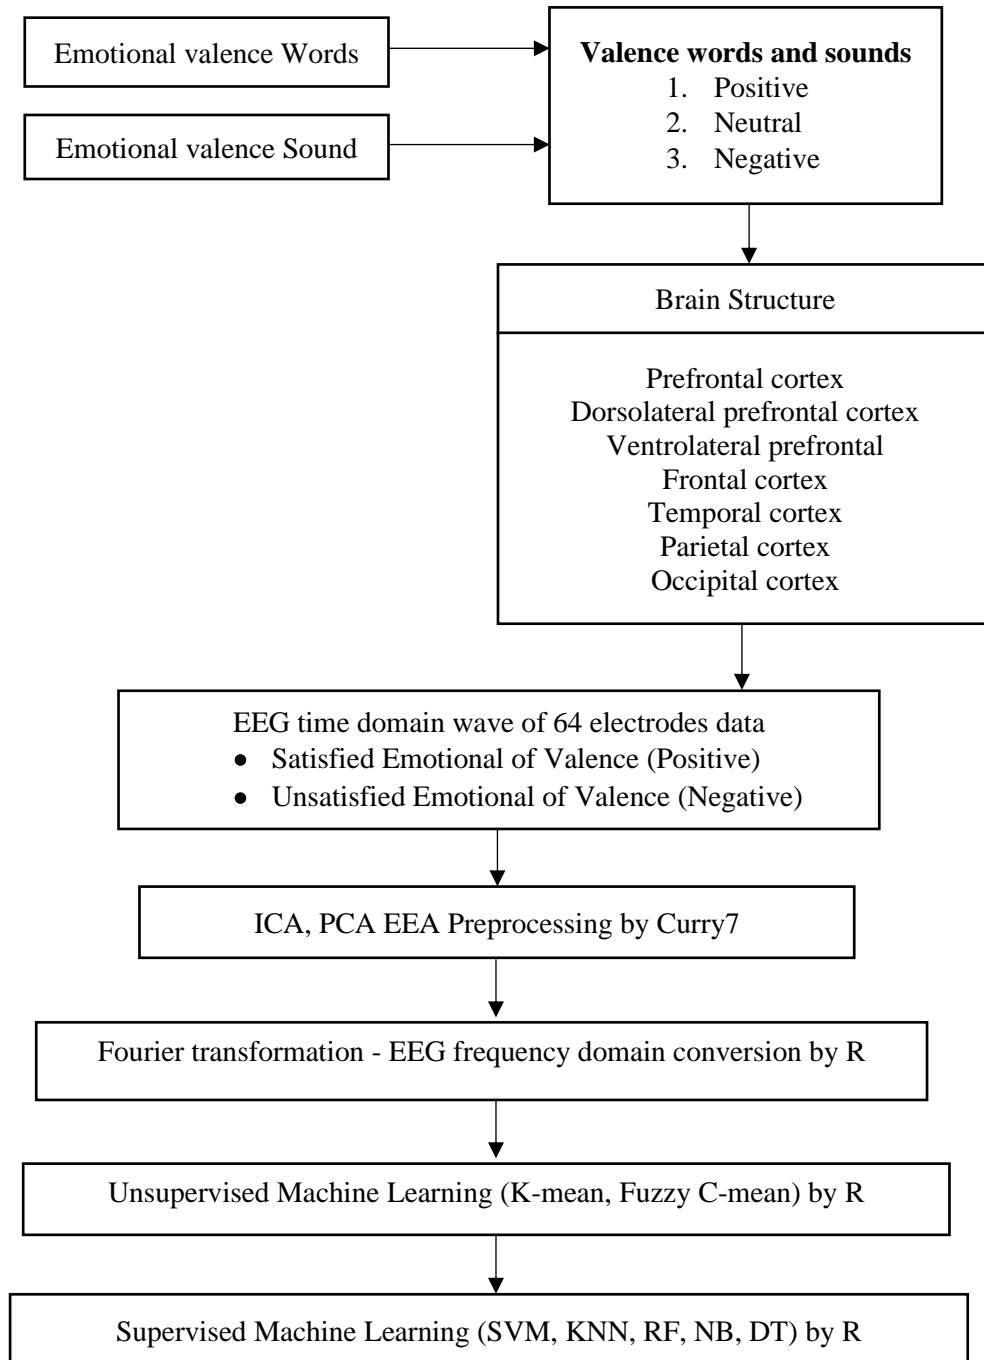 Emotional valence Words
Emotional valence Sound
Valence words and sounds
1. Positive
2. Neutral
3. Negative
Brain Structure
Prefrontal cortex
Dorsolateral prefrontal cortex
Ventrolateral prefrontal
Frontal cortex
Temporal cortex
Parietal cortex
Occipital cortex
EEG time domain wave of 64 electrodes data
● Satisfied Emotional of Valence (Positive)
● Unsatisfied Emotional of Valence (Negative)
ICA, PCA EEA Preprocessing by Curry7
Fourier transformation - EEG frequency domain conversion by R
Unsupervised Machine Learning (K-mean, Fuzzy C-mean) by R
Supervised Machine Learning (SVM, KNN, RF, NB, DT) by R